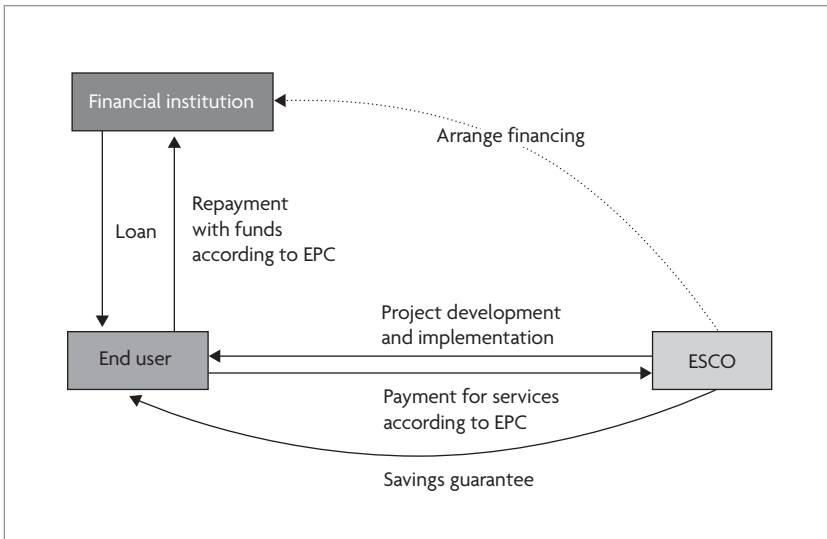 Financial institution
Arrange financing
Repayment
with funds
according to EPC
Loan
Project development
and implementation
End user
ESCO
Payment for services
according to EPC
Savings guarantee